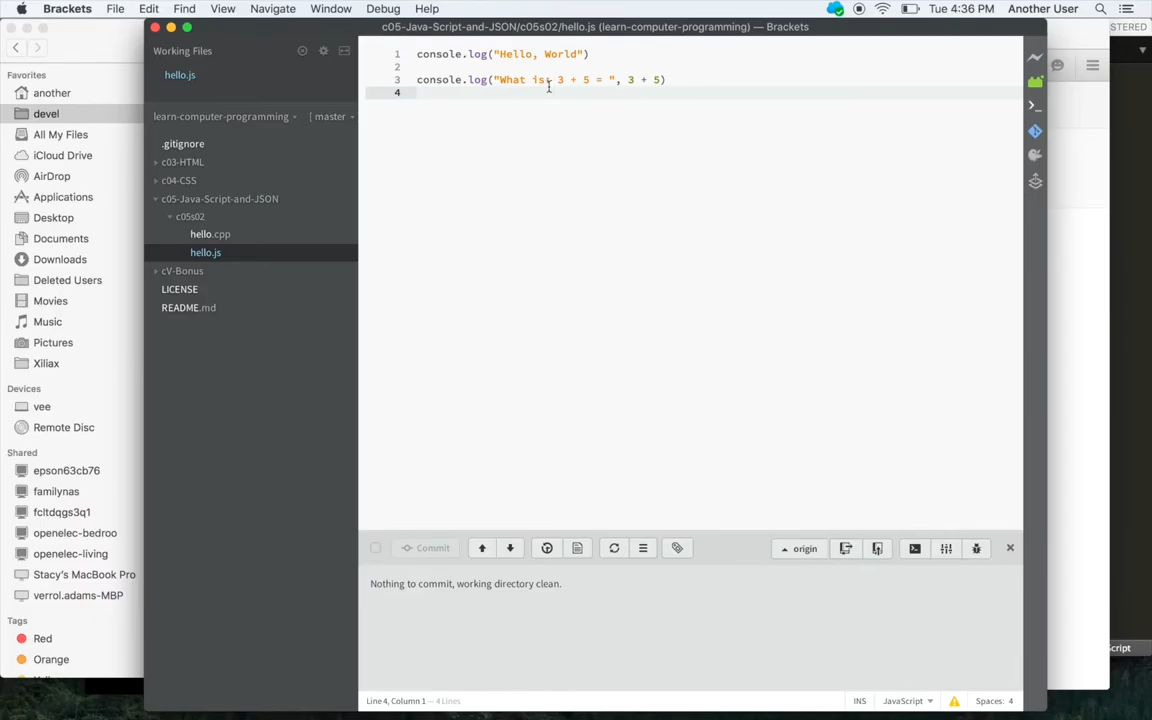 Brackets File Edit Find View Navigate Window Debug Help Tue 4:36 PM Another User
c05-Java-Script-and-JSON/c05s02/hello.js (learn-computer-programming) — Brackets
STERED
Favorites
another
devel
All My Files
iCloud Drive
AirDrop
Applications
Desktop
Documents
Downloads
Deleted Users
Movies
Music
Pictures
Xiliax
Devices
vee
Remote Disc
Shared
epson63cb76
familynas
fcltdqgs3q1
openelec-bedroo
openelec-living
Stacy's MacBook Pro
verrol.adams-MBP
Tags
Red
Orange
Working Files
hello.js
learn-computer-programming [ master
.gitignore
c03-HTML
c04-CSS
c05-Java-Script-and-JSON
c05s02
hello.cpp
hello.js
cV-Bonus
LICENSE
README.md
1 console.log("Hello, World")
2
3 console.log("What is: 3 + 5 = ", 3 + 5)
4
Commit
origin
Nothing to commit, working directory clean.
Line 4, Column 1 — 4 Lines
INS JavaScript Spaces: 4
cript